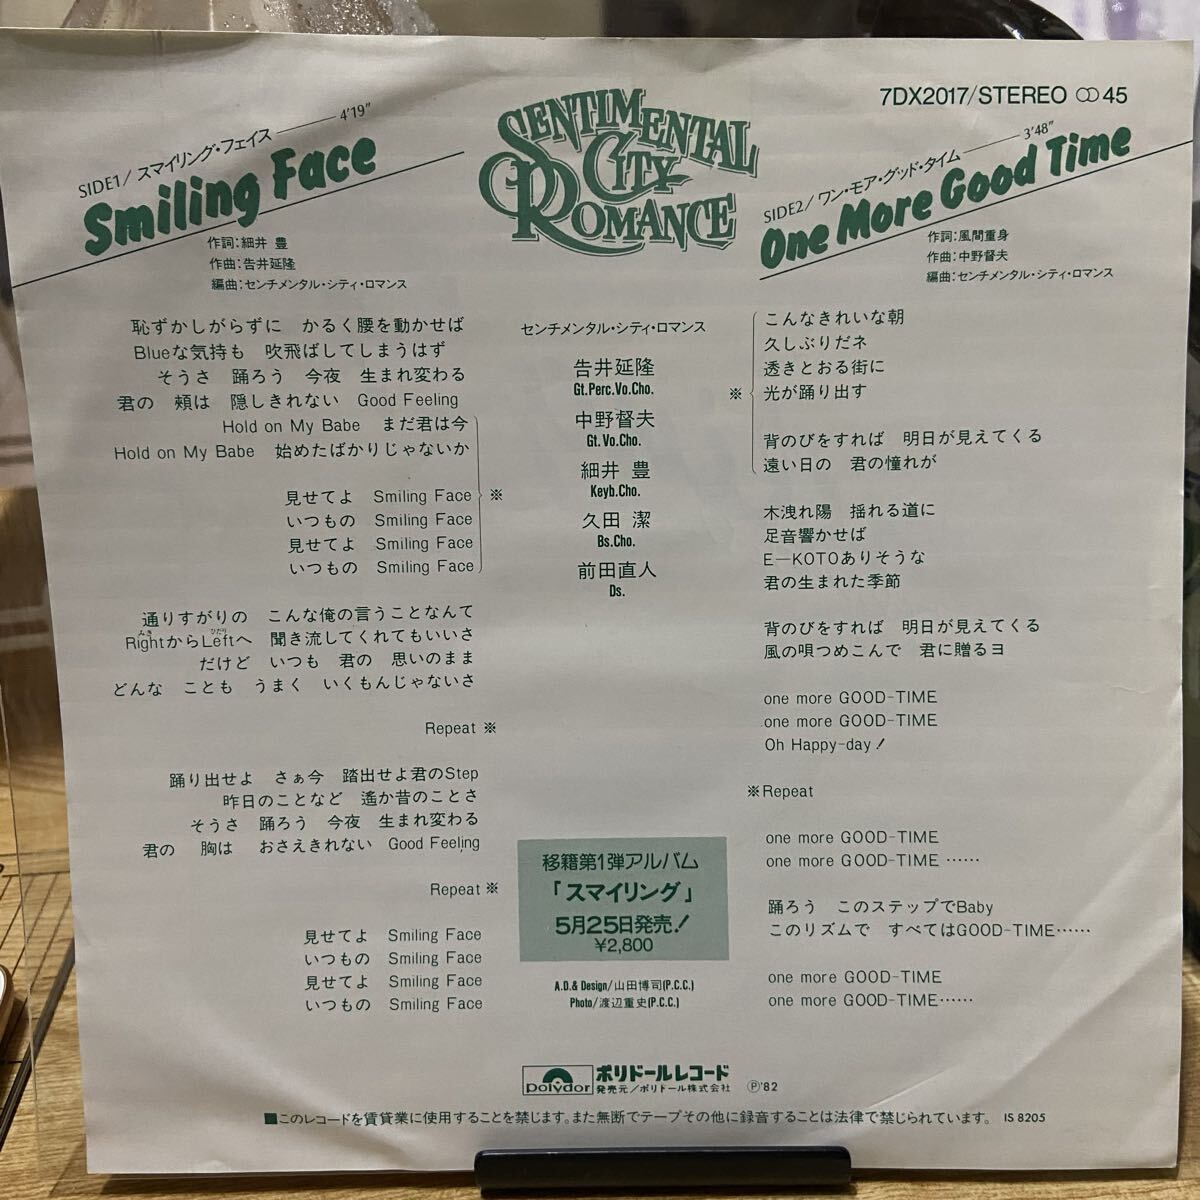 SIDE1/スマイリング・フェイス 4'19"
Smiling Face
作詞:細井 豊
作曲:告井延隆
編曲:センチメンタル・シティ・ロマンス
恥ずかしがらずに かるく腰を動かせば
Blueな気持も 吹飛ばしてしまうはず
そうさ 踊ろう 今夜 生まれ変わる
君の 頬は 隠しきれない Good Feeling
Hold on My Babe まだ君は今
Hold on My Babe 始めたばかりじゃないか
見せてよ Smiling Face ※
いつもの Smiling Face
見せてよ Smiling Face
いつもの Smiling Face
通りすがりの こんな俺の言うことなんて
みぎ ひだり
RightからLeftへ 聞き流してくれてもいいさ
だけど いつも 君の 思いのまま
どんな ことも うまく いくもんじゃないさ
Repeat ※
踊り出せよ さぁ今 踏出せよ君のStep
昨日のことなど 遙か昔のことさ
そうさ 踊ろう 今夜 生まれ変わる
君の 胸は おさえきれない Good Feeling
Repeat ※
見せてよ Smiling Face
いつもの Smiling Face
見せてよ Smiling Face
いつもの Smiling Face
SENTIMENTAL
CITY
ROMANCE
センチメンタル・シティ・ロマンス
告井延隆
Gt.Perc.Vo.Cho.
中野督夫
Gt.Vo.Cho.
細井 豊
Keyb.Cho.
久田 潔
Bs.Cho.
前田直人
Ds.
移籍第1弾アルバム
「スマイリング」
5月25日発売!
¥2,800
A.D.& Design/山田博司(P.C.C.)
Photo/渡辺重史(P.C.C.)
7DX2017/STEREO 45
SIDE2/ワン・モア・グッド・タイム 3'48"
One More Good Time
作詞:風間重身
作曲:中野督夫
編曲:センチメンタル・シティ・ロマンス
こんなきれいな朝
久しぶりだネ
透きとおる街に
※ 光が踊り出す
背のびをすれば 明日が見えてくる
遠い日の 君の憧れが
木洩れ陽 揺れる道に
足音響かせば
E—KOTOありそうな
君の生まれた季節
背のびをすれば 明日が見えてくる
風の唄つめこんで 君に贈るヨ
one more GOOD-TIME
one more GOOD-TIME
Oh Happy-day!
※Repeat
one more GOOD-TIME
one more GOOD-TIME ……
踊ろう このステップでBaby
このリズムで すべてはGOOD-TIME……
one more GOOD-TIME
one more GOOD-TIME……
polydor ポリドールレコード
発売元/ポリドール株式会社 Ⓟ'82
■このレコードを賃貸業に使用することを禁じます。また無断でテープその他に録音することは法律で禁じられています。 IS 8205